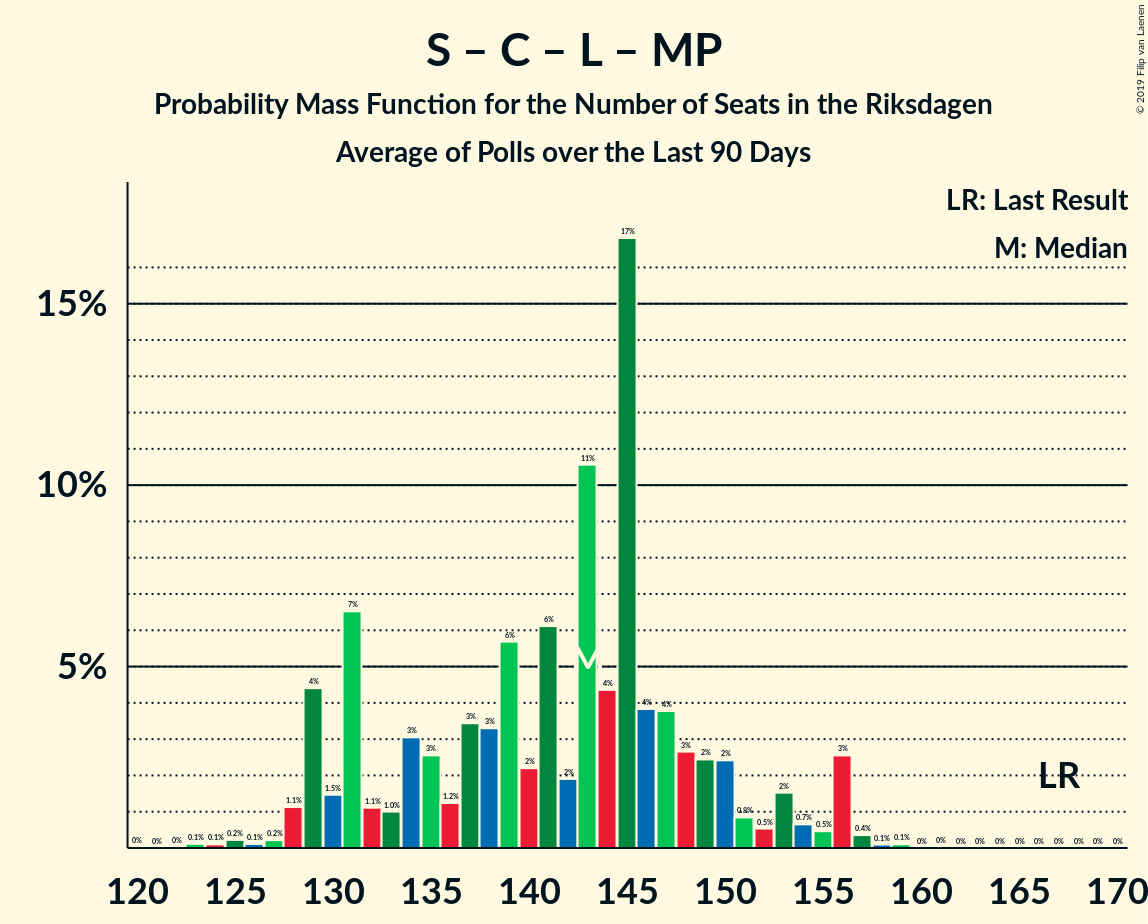 S – C – L – MP
Probability Mass Function for the Number of Seats in the Riksdagen
Average of Polls over the Last 90 Days
© 2019 Filip van Laenen
LR: Last Result
M: Median
15%
10%
5%
0% 0% 0% 0.1% 0.1% 0.2% 0.1% 0.2% 1.1% 4% 1.5% 7% 1.1% 1.0% 3% 3% 1.2% 3% 3% 6% 2% 6% 2% 11% 4% 17% 4% 4% 3% 2% 2% 0.8% 0.5% 2% 0.7% 0.5% 3% 0.4% 0.1% 0.1% 0% 0% 0% 0% 0% 0% 0% 0% 0% 0% 0%
LR
120 125 130 135 140 145 150 155 160 165 170